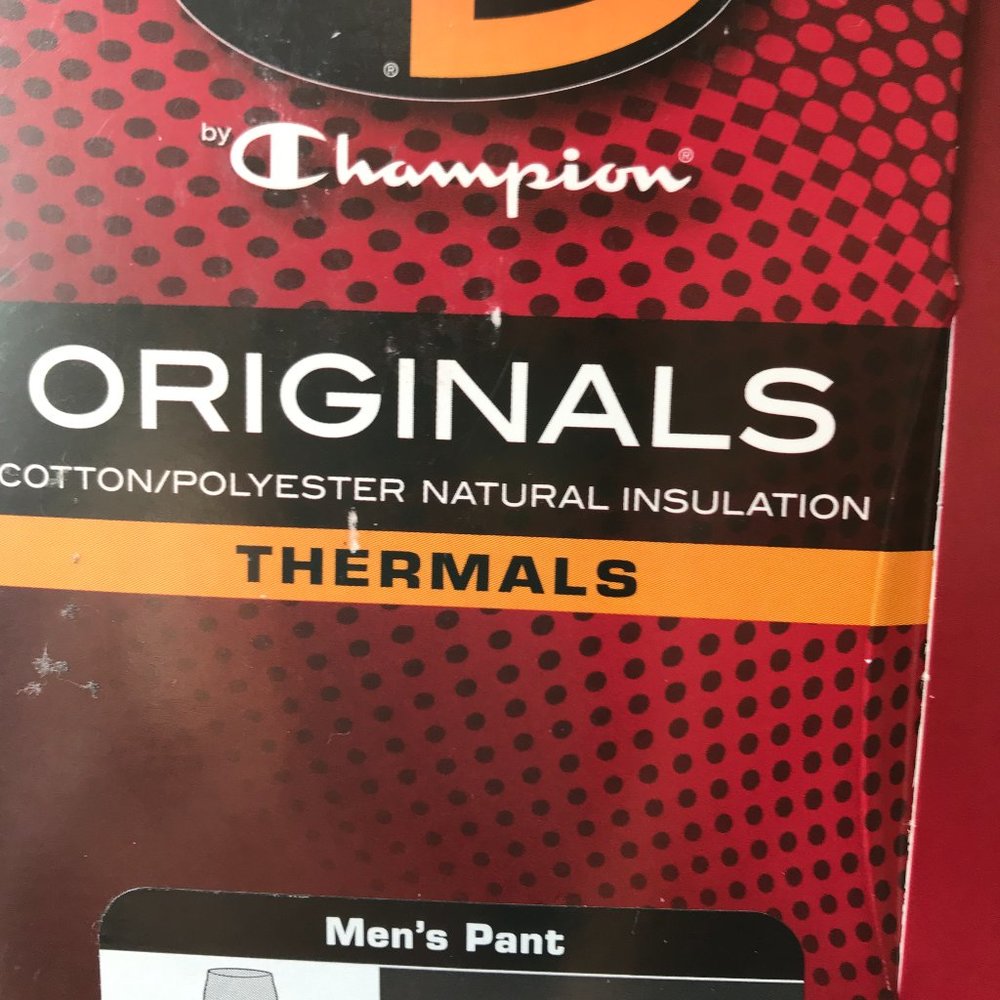 ®
by Champion®
ORIGINALS
COTTON/POLYESTER NATURAL INSULATION
THERMALS
Men's Pant